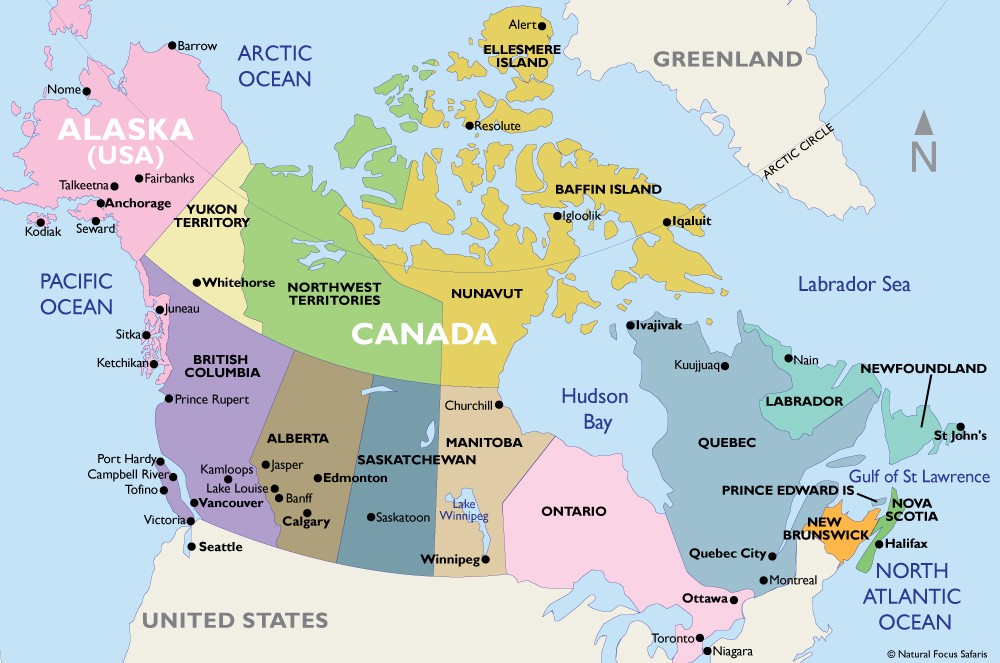 Barrow
ARCTIC
OCEAN
Alert
ELLESMERE
ISLAND
GREENLAND
Nome
ALASKA
(USA)
Resolute
ARCTIC CIRCLE
N
Talkeetna
Fairbanks
Anchorage
Kodiak
Seward
YUKON
TERRITORY
BAFFIN ISLAND
Igloolik
Iqaluit
PACIFIC
OCEAN
Whitehorse
NORTHWEST
TERRITORIES
NUNAVUT
Labrador Sea
Juneau
Sitka
Ketchikan
CANADA
Ivajivak
Kuujjuaq
Nain
NEWFOUNDLAND
BRITISH
COLUMBIA
Prince Rupert
Churchill
Hudson
Bay
LABRADOR
St John's
ALBERTA
MANITOBA
QUEBEC
SASKATCHEWAN
Port Hardy
Campbell River
Tofino
Kamloops
Jasper
Lake Louise
Edmonton
Banff
Vancouver
Calgary
Victoria
Seattle
Saskatoon
Lake
Winnipeg
Winnipeg
ONTARIO
Gulf of St Lawrence
PRINCE EDWARD IS
NOVA
SCOTIA
NEW
BRUNSWICK
Halifax
Quebec City
Montreal
NORTH
ATLANTIC
OCEAN
Ottawa
UNITED STATES
Toronto
Niagara
© Natural Focus Safaris